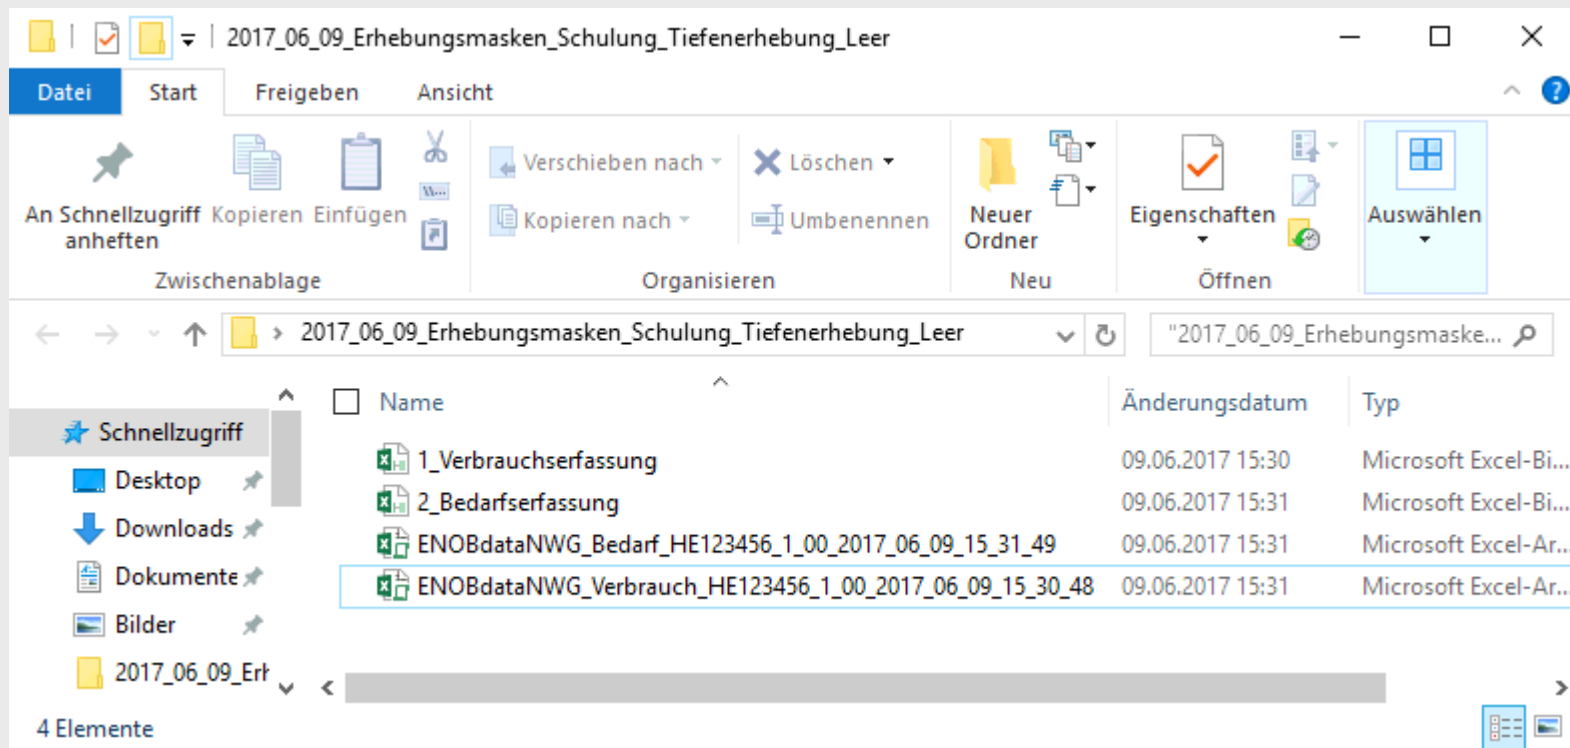 2017_06_09_Erhebungsmasken_Schulung_Tiefenerhebung_Leer
Datei Start Freigeben Ansicht
An Schnellzugriff anheften
Kopieren
Einfügen
Verschieben nach
Kopieren nach
Löschen
Umbenennen
Neuer Ordner
Eigenschaften
Auswählen
Zwischenablage Organisieren Neu Öffnen
2017_06_09_Erhebungsmasken_Schulung_Tiefenerhebung_Leer "2017_06_09_Erhebungsmaske...
Name Änderungsdatum Typ
Schnellzugriff
Desktop
Downloads
Dokumente
Bilder
2017_06_09_Erh
1_Verbrauchserfassung 09.06.2017 15:30 Microsoft Excel-Bi...
2_Bedarfserfassung 09.06.2017 15:31 Microsoft Excel-Bi...
ENOBdataNWG_Bedarf_HE123456_1_00_2017_06_09_15_31_49 09.06.2017 15:31 Microsoft Excel-Ar...
ENOBdataNWG_Verbrauch_HE123456_1_00_2017_06_09_15_30_48 09.06.2017 15:31 Microsoft Excel-Ar...
4 Elemente